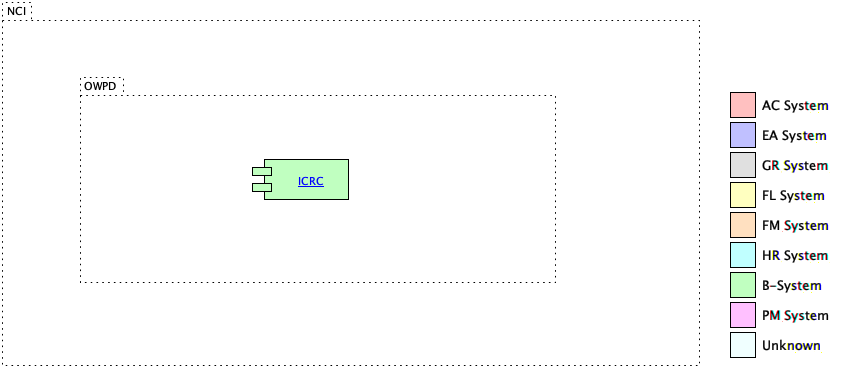 NCI
OWPD
ICRC
AC System
EA System
GR System
FL System
FM System
HR System
B-System
PM System
Unknown